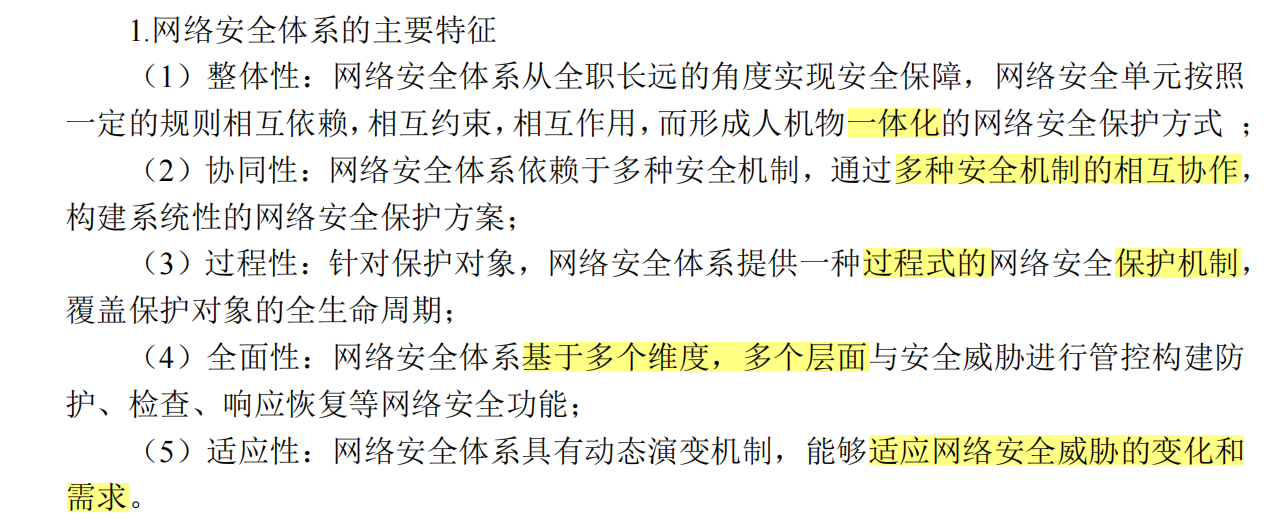 1.网络安全体系的主要特征
（1）整体性：网络安全体系从全职长远的角度实现安全保障，网络安全单元按照
一定的规则相互依赖，相互约束，相互作用，而形成人机物一体化的网络安全保护方式 ；
（2）协同性：网络安全体系依赖于多种安全机制，通过多种安全机制的相互协作，
构建系统性的网络安全保护方案；
（3）过程性：针对保护对象，网络安全体系提供一种过程式的网络安全保护机制，
覆盖保护对象的全生命周期；
（4）全面性：网络安全体系基于多个维度，多个层面与安全威胁进行管控构建防
护、检查、响应恢复等网络安全功能；
（5）适应性：网络安全体系具有动态演变机制，能够适应网络安全威胁的变化和
需求。